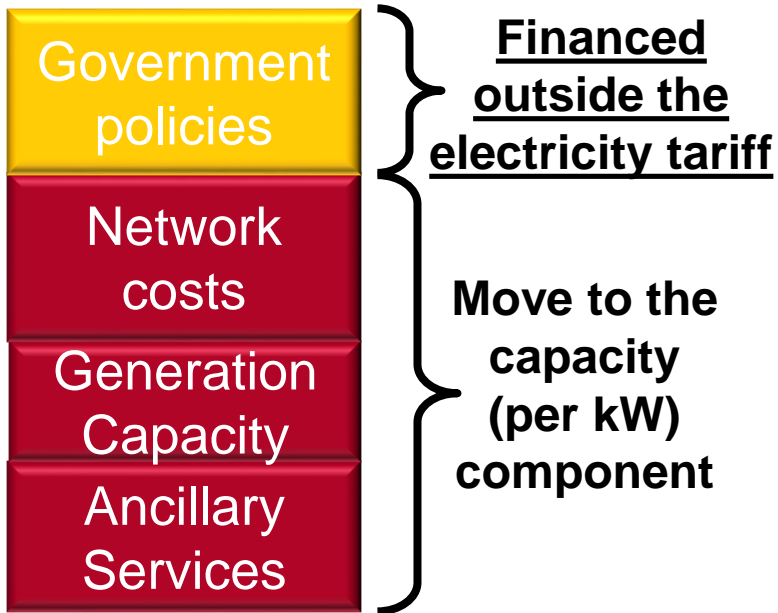 Government
policies
Financed
outside the
electricity tariff
Network
costs
Generation
Capacity
Ancillary
Services
Move to the
capacity
(per kW)
component